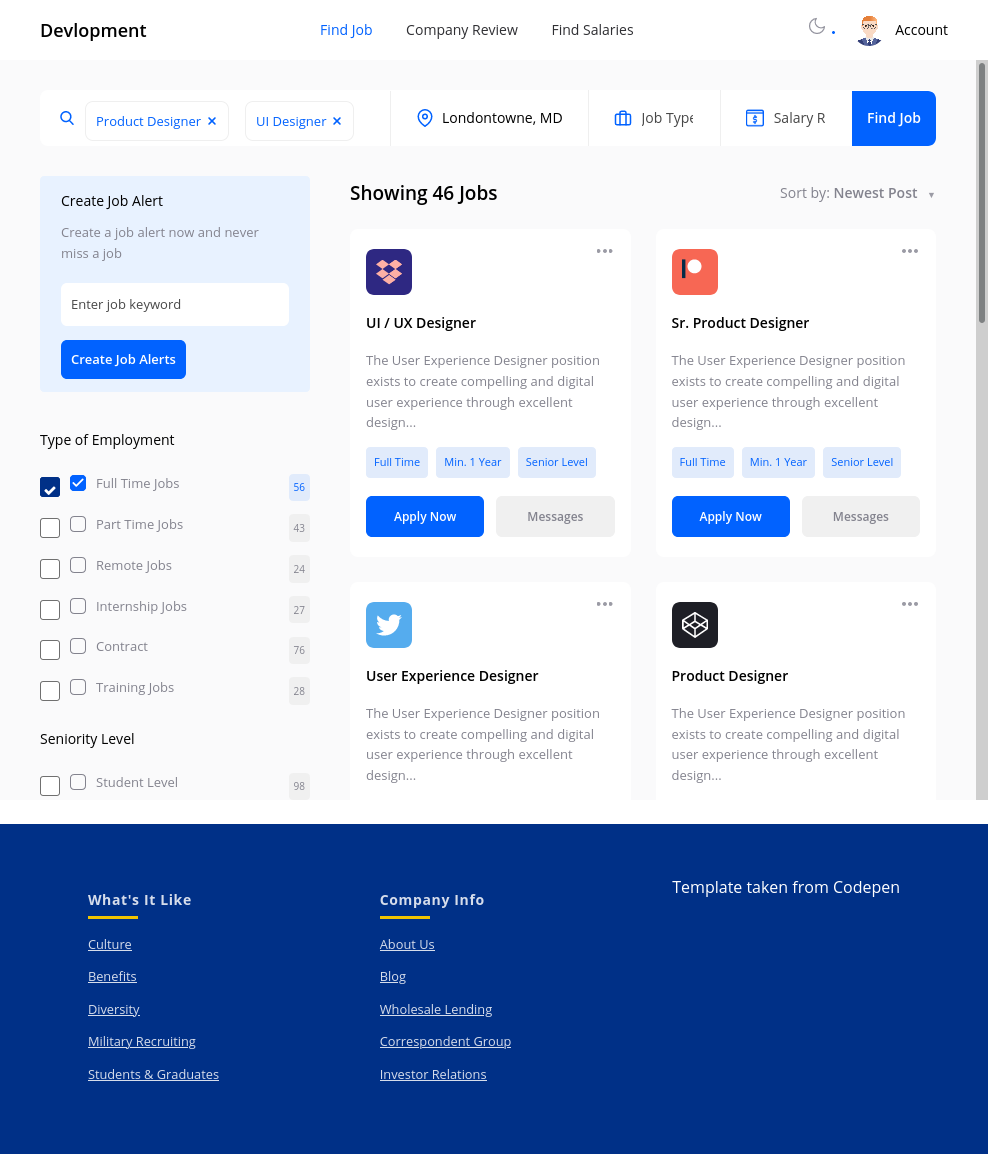 Devlopment
Find Job
Company Review
Find Salaries
Account
Product Designer ×
UI Designer ×
Londontowne, MD
Job Type
Salary R
Find Job
Create Job Alert
Create a job alert now and never
miss a job
Enter job keyword
Create Job Alerts
Type of Employment
Full Time Jobs 56
Part Time Jobs 43
Remote Jobs 24
Internship Jobs 27
Contract 76
Training Jobs 28
Seniority Level
Student Level 98
Showing 46 Jobs
Sort by: Newest Post ▾
UI / UX Designer
The User Experience Designer position
exists to create compelling and digital
user experience through excellent
design...
Full Time
Min. 1 Year
Senior Level
Apply Now
Messages
Sr. Product Designer
The User Experience Designer position
exists to create compelling and digital
user experience through excellent
design...
Full Time
Min. 1 Year
Senior Level
Apply Now
Messages
User Experience Designer
The User Experience Designer position
exists to create compelling and digital
user experience through excellent
design...
Product Designer
The User Experience Designer position
exists to create compelling and digital
user experience through excellent
design...
What's It Like
Culture
Benefits
Diversity
Military Recruiting
Students & Graduates
Company Info
About Us
Blog
Wholesale Lending
Correspondent Group
Investor Relations
Template taken from Codepen